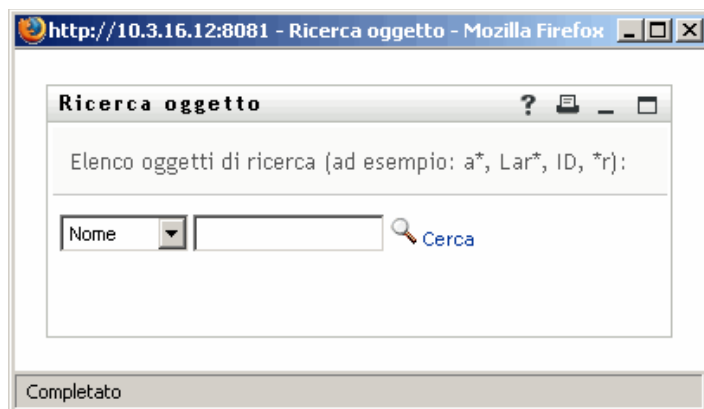 http://10.3.16.12:8081 - Ricerca oggetto - Mozilla Firefox
Ricerca oggetto ?
Elenco oggetti di ricerca (ad esempio: a*, Lar*, ID, *r):
Nome Cerca
Completato